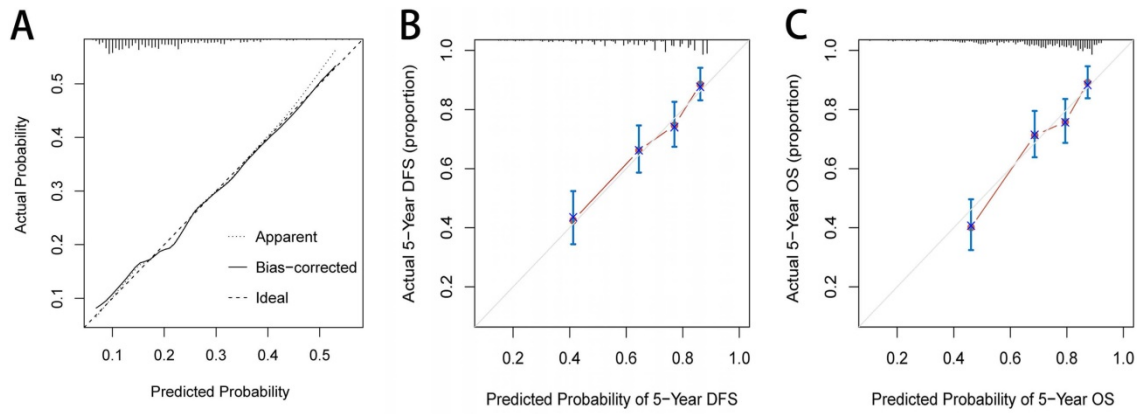 A
Actual Probability
0.5
0.4
0.3
0.2
0.1
Apparent
Bias-corrected
Ideal
0.1 0.2 0.3 0.4 0.5
Predicted Probability
B
Actual 5-Year DFS (proportion)
1.0
0.8
0.6
0.4
0.2
0.2 0.4 0.6 0.8 1.0
Predicted Probability of 5-Year DFS
C
Actual 5-Year OS (proportion)
1.0
0.8
0.6
0.4
0.2
0.2 0.4 0.6 0.8 1.0
Predicted Probability of 5-Year OS